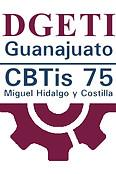 DGETI
Guanajuato
CBTis 75
Miguel Hidalgo y Costilla